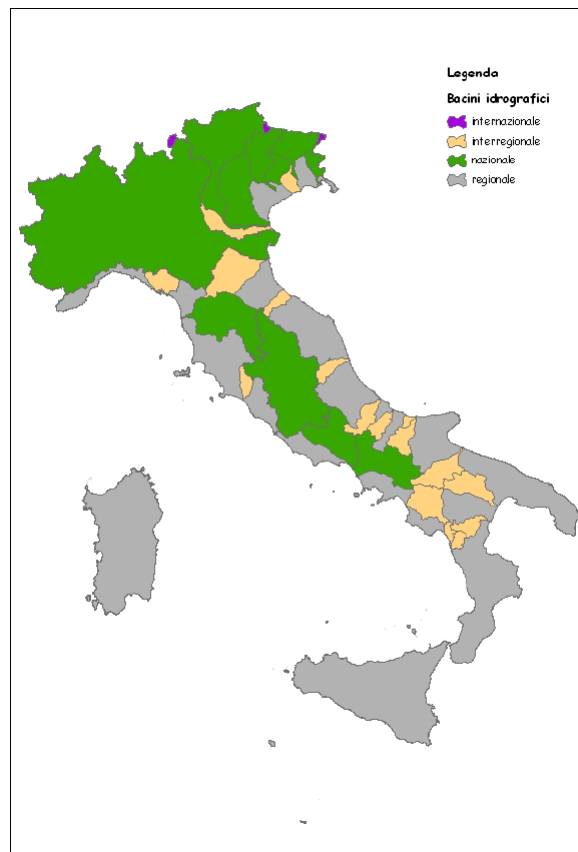 Legenda
Bacini idrografici
internazionale
interregionale
nazionale
regionale